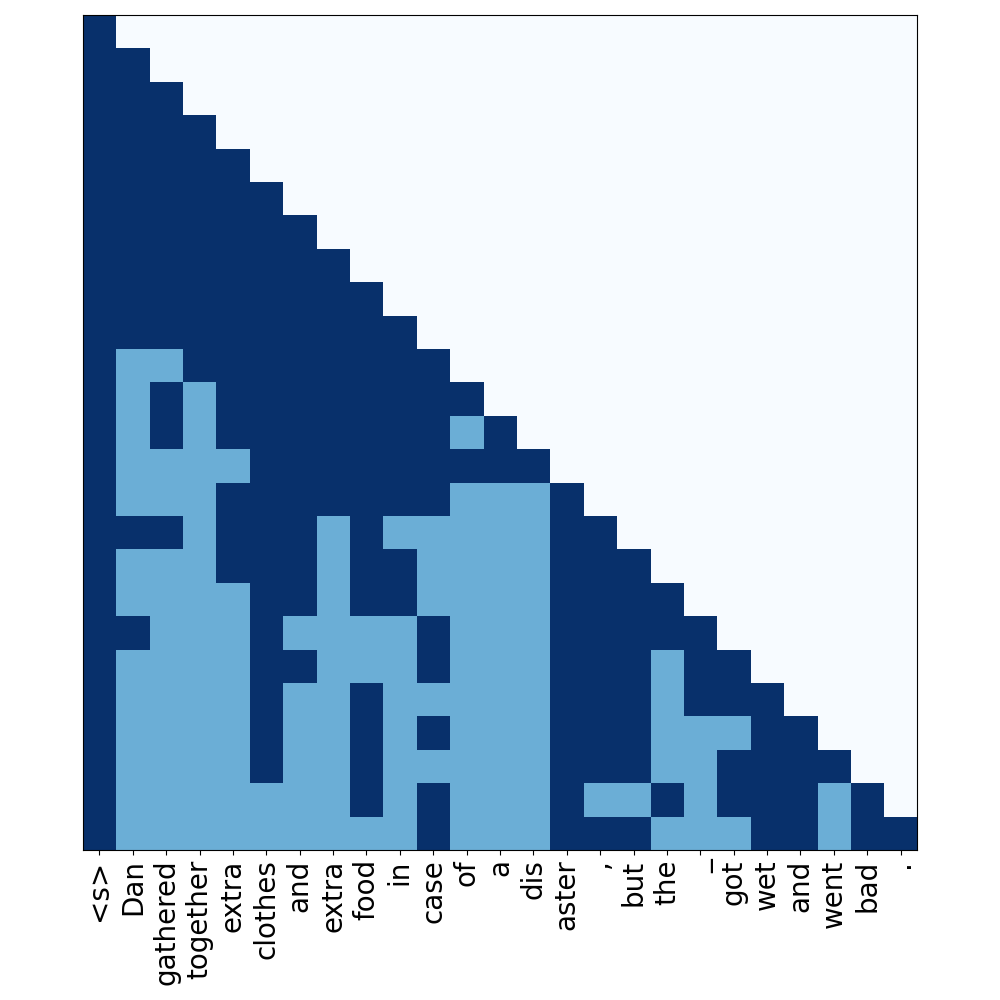 <s> Dan gathered together extra clothes and extra food in case of a dis aster , but the _ got wet and went bad .